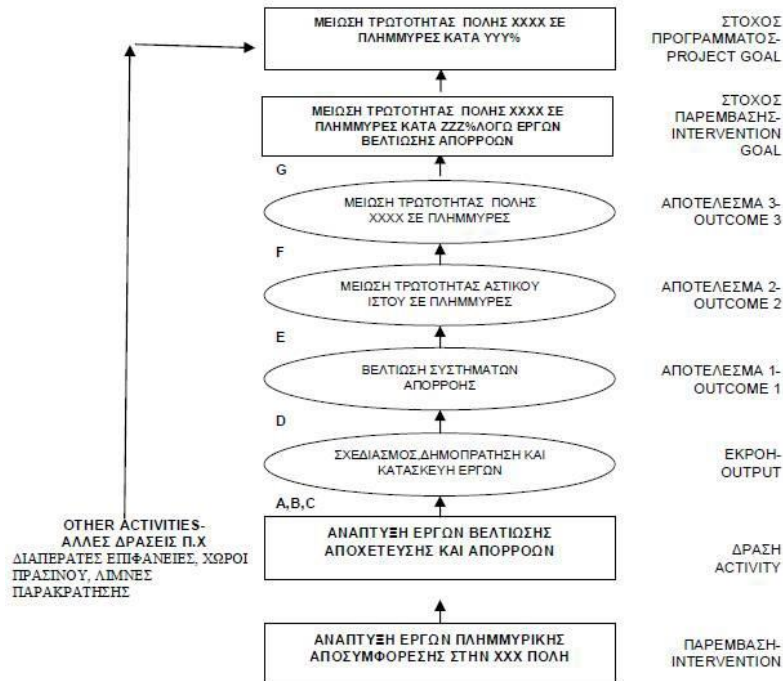 ΜΕΙΩΣΗ ΤΡΩΤΟΤΗΤΑΣ ΠΟΛΗΣ ΧΧΧΧ ΣΕ
ΠΛΗΜΜΥΡΕΣ ΚΑΤΑ ΥΥΥ%
ΣΤΟΧΟΣ
ΠΡΟΓΡΑΜΜΑΤΟΣ-
PROJECT GOAL
ΜΕΙΩΣΗ ΤΡΩΤΟΤΗΤΑΣ ΠΟΛΗΣ ΧΧΧΧ ΣΕ
ΠΛΗΜΜΥΡΕΣ ΚΑΤΑ ΖΖΖ%ΛΟΓΩ ΕΡΓΩΝ
ΒΕΛΤΙΩΣΗΣ ΑΠΟΡΡΟΩΝ
ΣΤΟΧΟΣ
ΠΑΡΕΜΒΑΣΗΣ-
INTERVENTION
GOAL
G
ΜΕΙΩΣΗ ΤΡΩΤΟΤΗΤΑΣ ΠΟΛΗΣ
ΧΧΧΧ ΣΕ ΠΛΗΜΜΥΡΕΣ
ΑΠΟΤΕΛΕΣΜΑ 3-
OUTCOME 3
F
ΜΕΙΩΣΗ ΤΡΩΤΟΤΗΤΑΣ ΑΣΤΙΚΟΥ
ΙΣΤΟΥ ΣΕ ΠΛΗΜΜΥΡΕΣ
ΑΠΟΤΕΛΕΣΜΑ 2-
OUTCOME 2
E
ΒΕΛΤΙΩΣΗ ΣΥΣΤΗΜΑΤΩΝ
ΑΠΟΡΡΟΗΣ
ΑΠΟΤΕΛΕΣΜΑ 1-
OUTCOME 1
D
ΣΧΕΔΙΑΣΜΟΣ,ΔΗΜΟΠΡΑΤΗΣΗ ΚΑΙ
ΚΑΤΑΣΚΕΥΗ ΕΡΓΩΝ
ΕΚΡΟΗ-
OUTPUT
A,B,C
OTHER ACTIVITIES-
ΑΛΛΕΣ ΔΡΑΣΕΙΣ Π.Χ
ΔΙΑΠΕΡΑΤΕΣ ΕΠΙΦΑΝΕΙΕΣ, ΧΩΡΟΙ
ΠΡΑΣΙΝΟΥ, ΛΙΜΝΕΣ
ΠΑΡΑΚΡΑΤΗΣΗΣ
ΑΝΑΠΤΥΞΗ ΕΡΓΩΝ ΒΕΛΤΙΩΣΗΣ
ΑΠΟΧΕΤΕΥΣΗΣ ΚΑΙ ΑΠΟΡΡΟΩΝ
ΔΡΑΣΗ
ACTIVITY
ΑΝΑΠΤΥΞΗ ΕΡΓΩΝ ΠΛΗΜΜΥΡΙΚΗΣ
ΑΠΟΣΥΜΦΟΡΕΣΗΣ ΣΤΗΝ ΧΧΧ ΠΟΛΗ
ΠΑΡΕΜΒΑΣΗ-
INTERVENTION